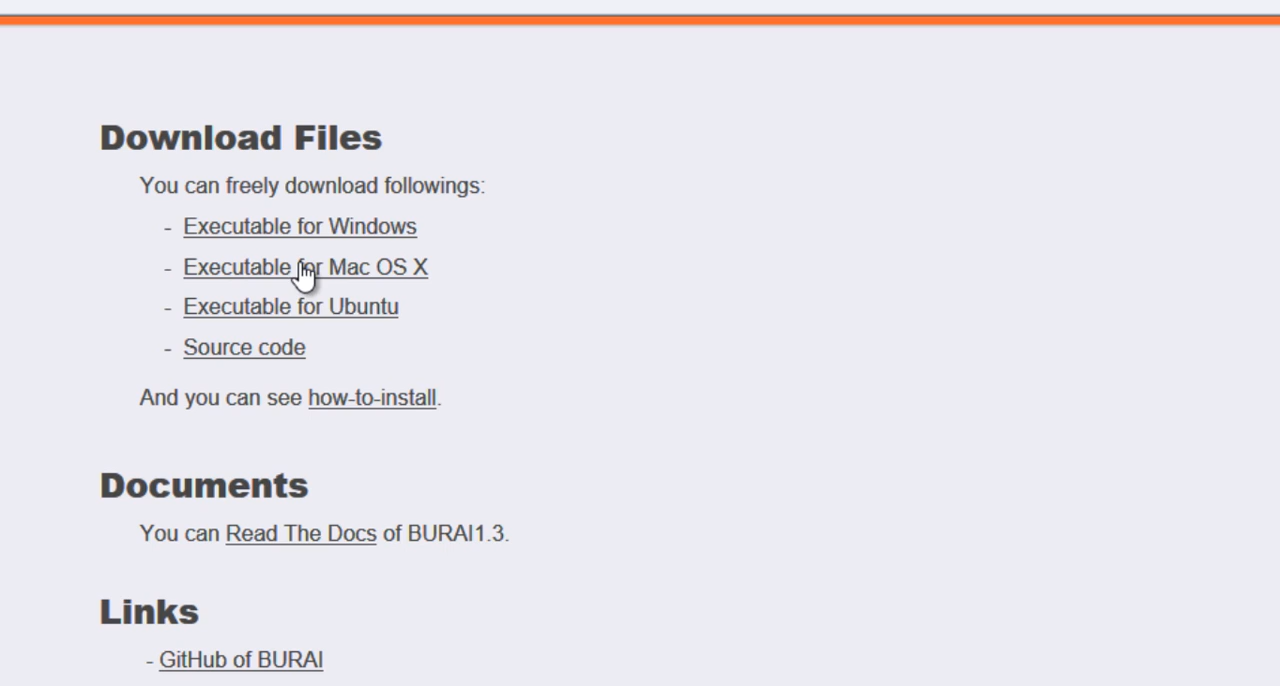 Download Files
You can freely download followings:
- Executable for Windows
- Executable for Mac OS X
- Executable for Ubuntu
- Source code
And you can see how-to-install.
Documents
You can Read The Docs of BURAI1.3.
Links
- GitHub of BURAI